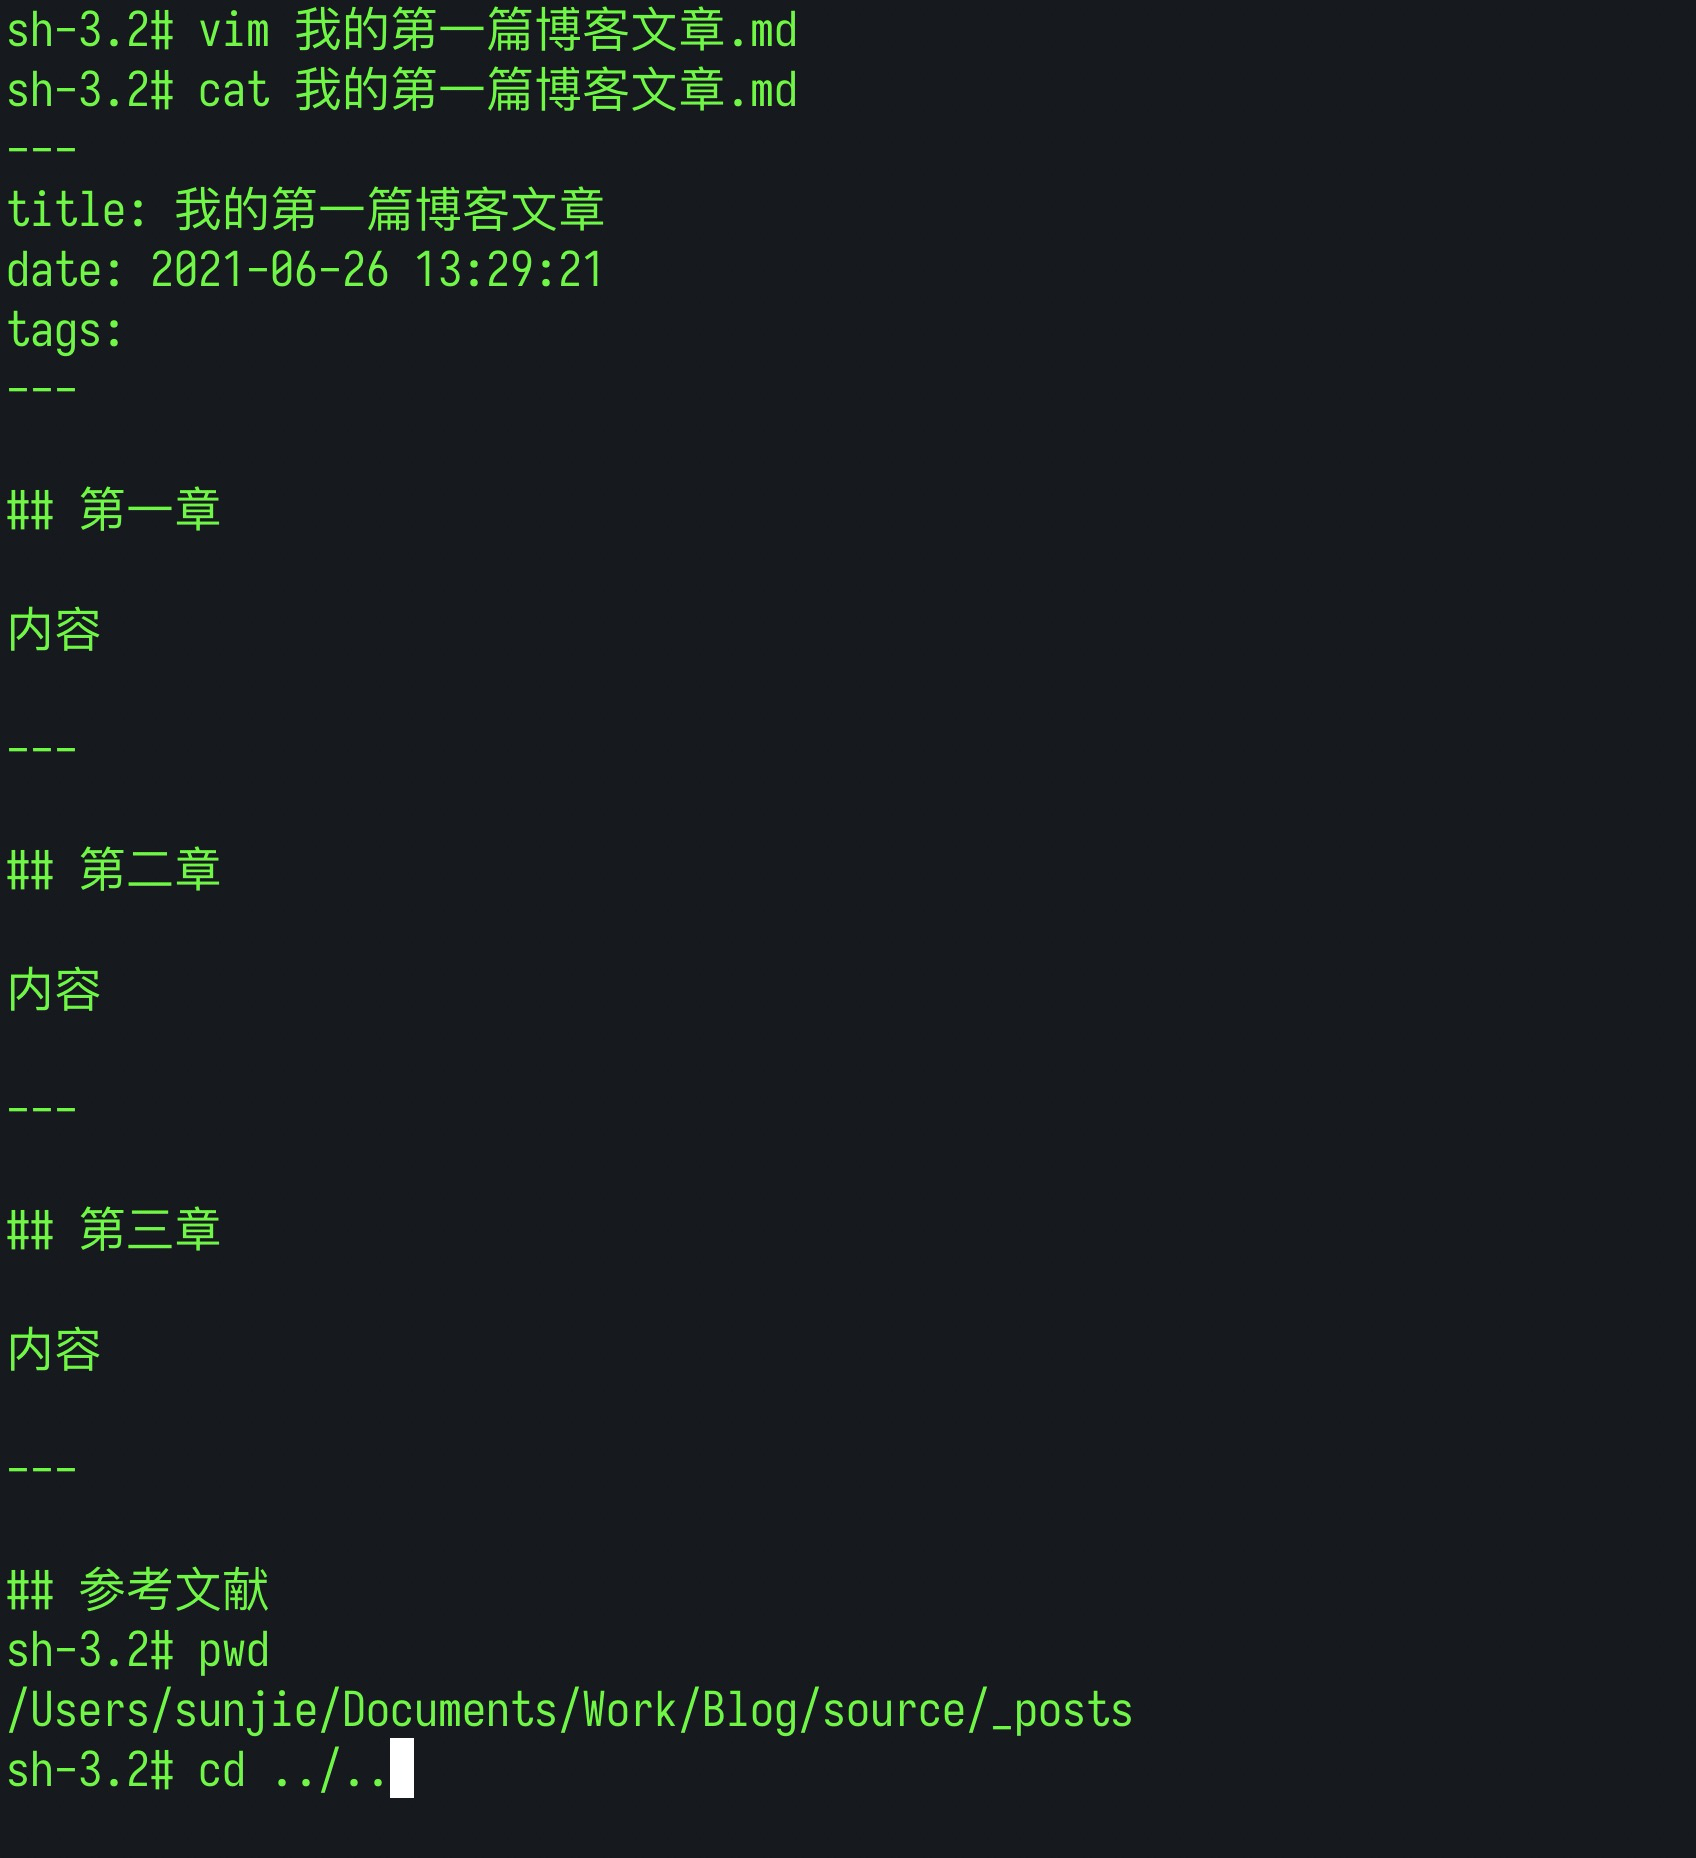 sh-3.2# vim 我的第一篇博客文章.md
sh-3.2# cat 我的第一篇博客文章.md
---
title: 我的第一篇博客文章
date: 2021-06-26 13:29:21
tags:
---
## 第一章
内容
---
## 第二章
内容
---
## 第三章
内容
---
## 参考文献
sh-3.2# pwd
/Users/sunjie/Documents/Work/Blog/source/_posts
sh-3.2# cd ../..